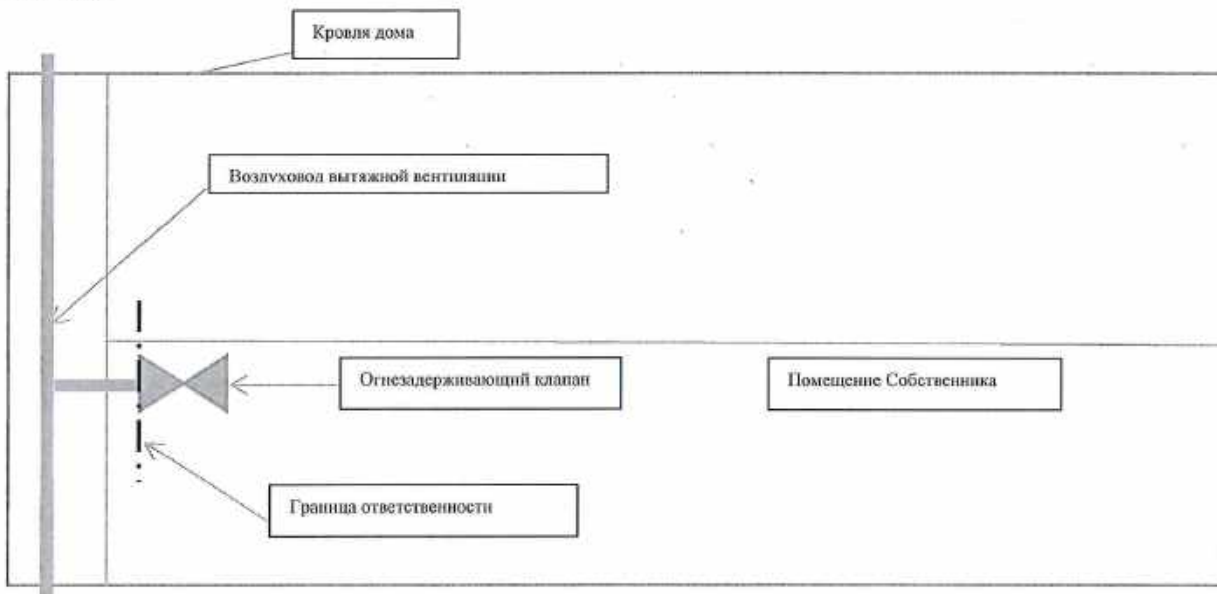 Кровля дома
Воздуховод вытяжной вентиляции
Огнезадерживающий клапан
Помещение Собственника
Граница ответственности